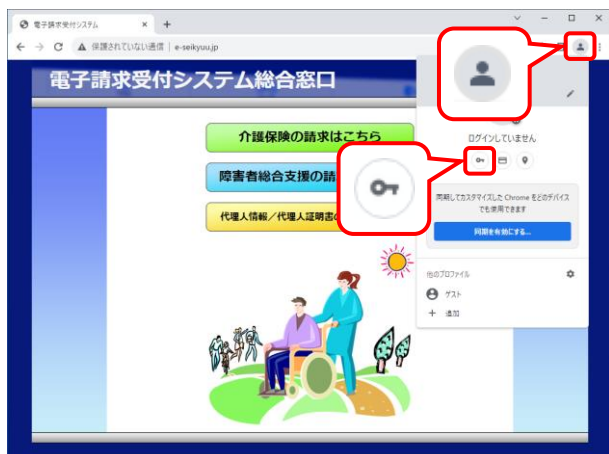 電子請求受付システム
保護されていない通信 | e-seikyuu.jp
電子請求受付システム総合窓口
介護保険の請求はこちら
障害者総合支援の請
代理人情報/代理人証明書の
ログインしていません
同期してカスタマイズした Chrome をどのデバイス
でも使用できます
同期を有効にする...
他のプロファイル
ゲスト
追加